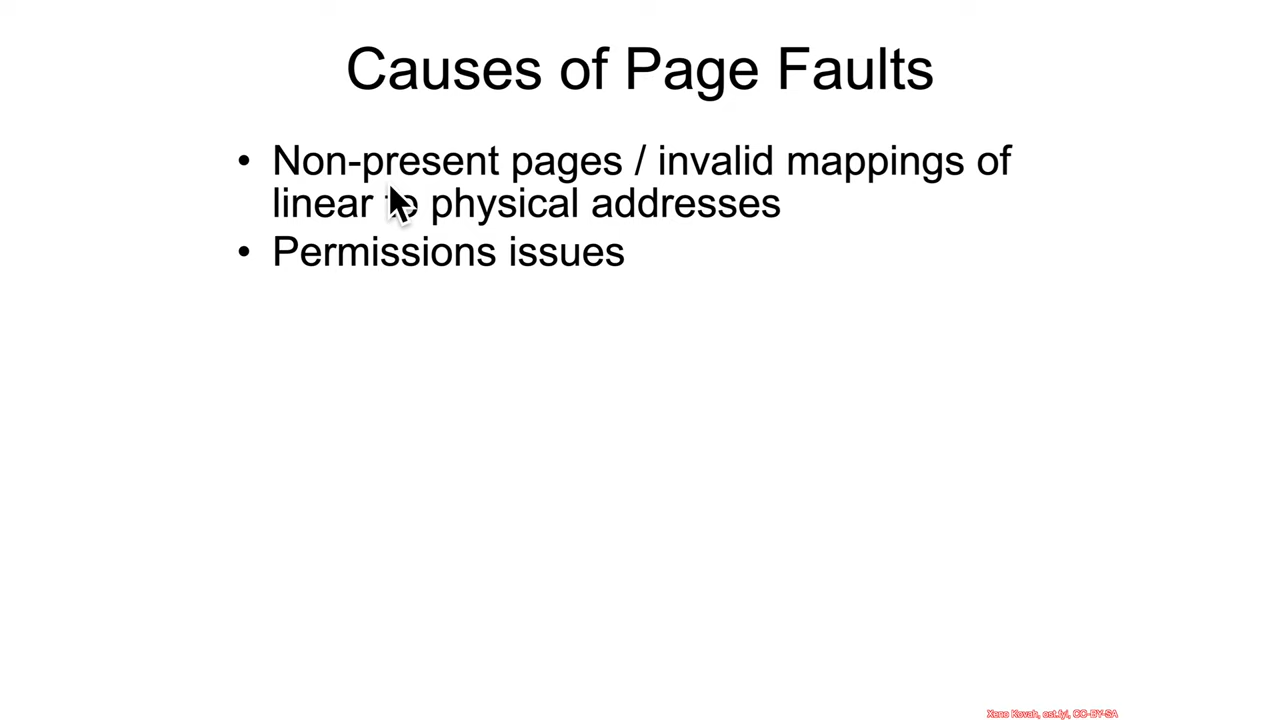 Causes of Page Faults
• Non-present pages / invalid mappings of
linear to physical addresses
• Permissions issues
Xeno Kovah, ost.fyi, CC-BY-SA